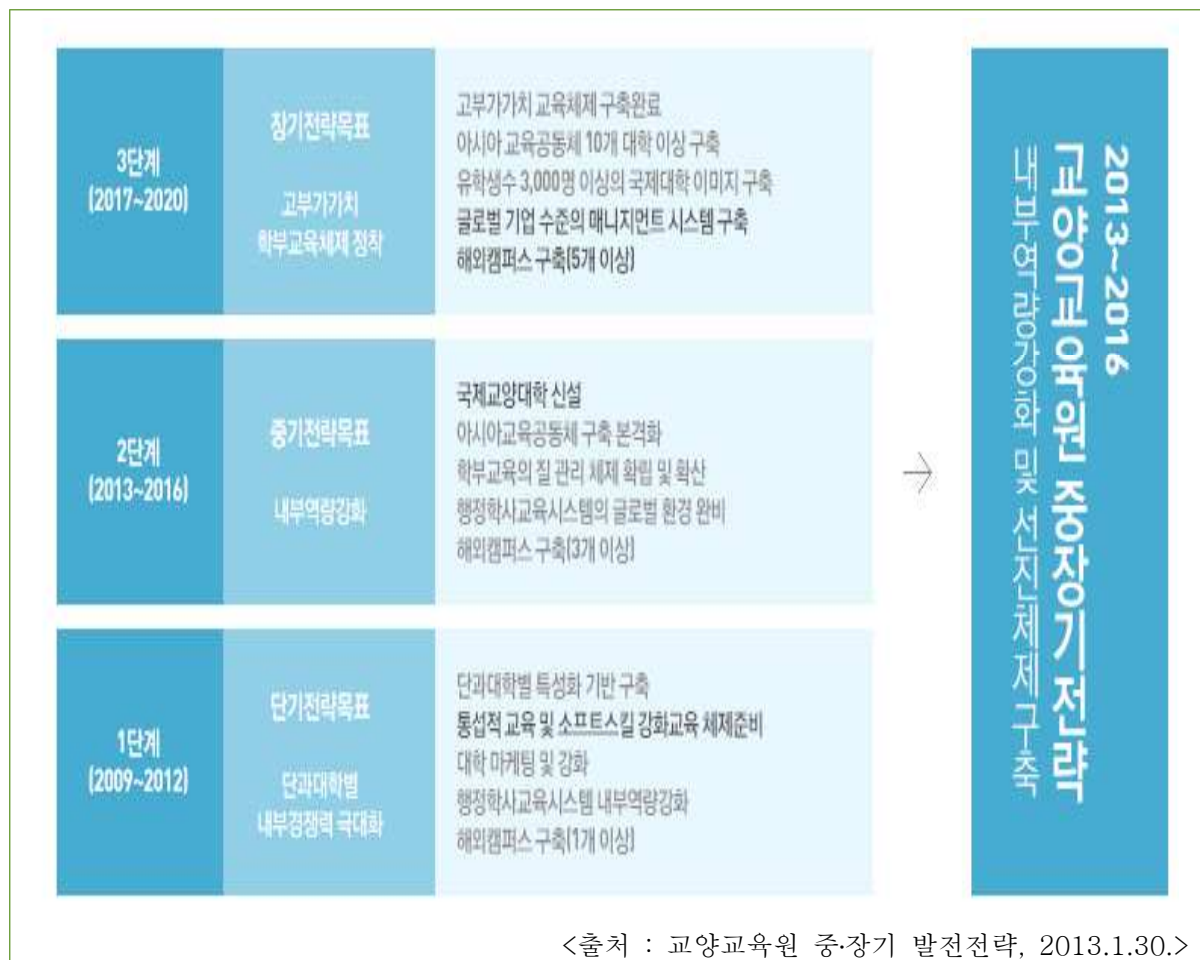 3단계
(2017~2020)
장기전략목표
고부가가치
학부교육체제 정착
고부가가치 교육체제 구축완료
아시아 교육공동체 10개 대학 이상 구축
유학생수 3,000명 이상의 국제대학 이미지 구축
글로벌 기업 수준의 매니지먼트 시스템 구축
해외캠퍼스 구축(5개 이상)
2단계
(2013~2016)
중기전략목표
내부역량강화
국제교양대학 신설
아시아교육공동체 구축 본격화
학부교육의 질 관리 체제 확립 및 확산
행정학사교육시스템의 글로벌 환경 완비
해외캠퍼스 구축(3개 이상)
1단계
(2009~2012)
단기전략목표
단과대학별
내부경쟁력 극대화
단과대학별 특성화 기반 구축
통섭적 교육 및 소프트스킬 강화교육 체제준비
대학 마케팅 및 강화
행정학사교육시스템 내부역량강화
해외캠퍼스 구축(1개 이상)
→
2013~2016
교양교육원 중장기전략
내부역량강화 및 선진체제구축
<출처 : 교양교육원 중·장기 발전전략, 2013.1.30.>